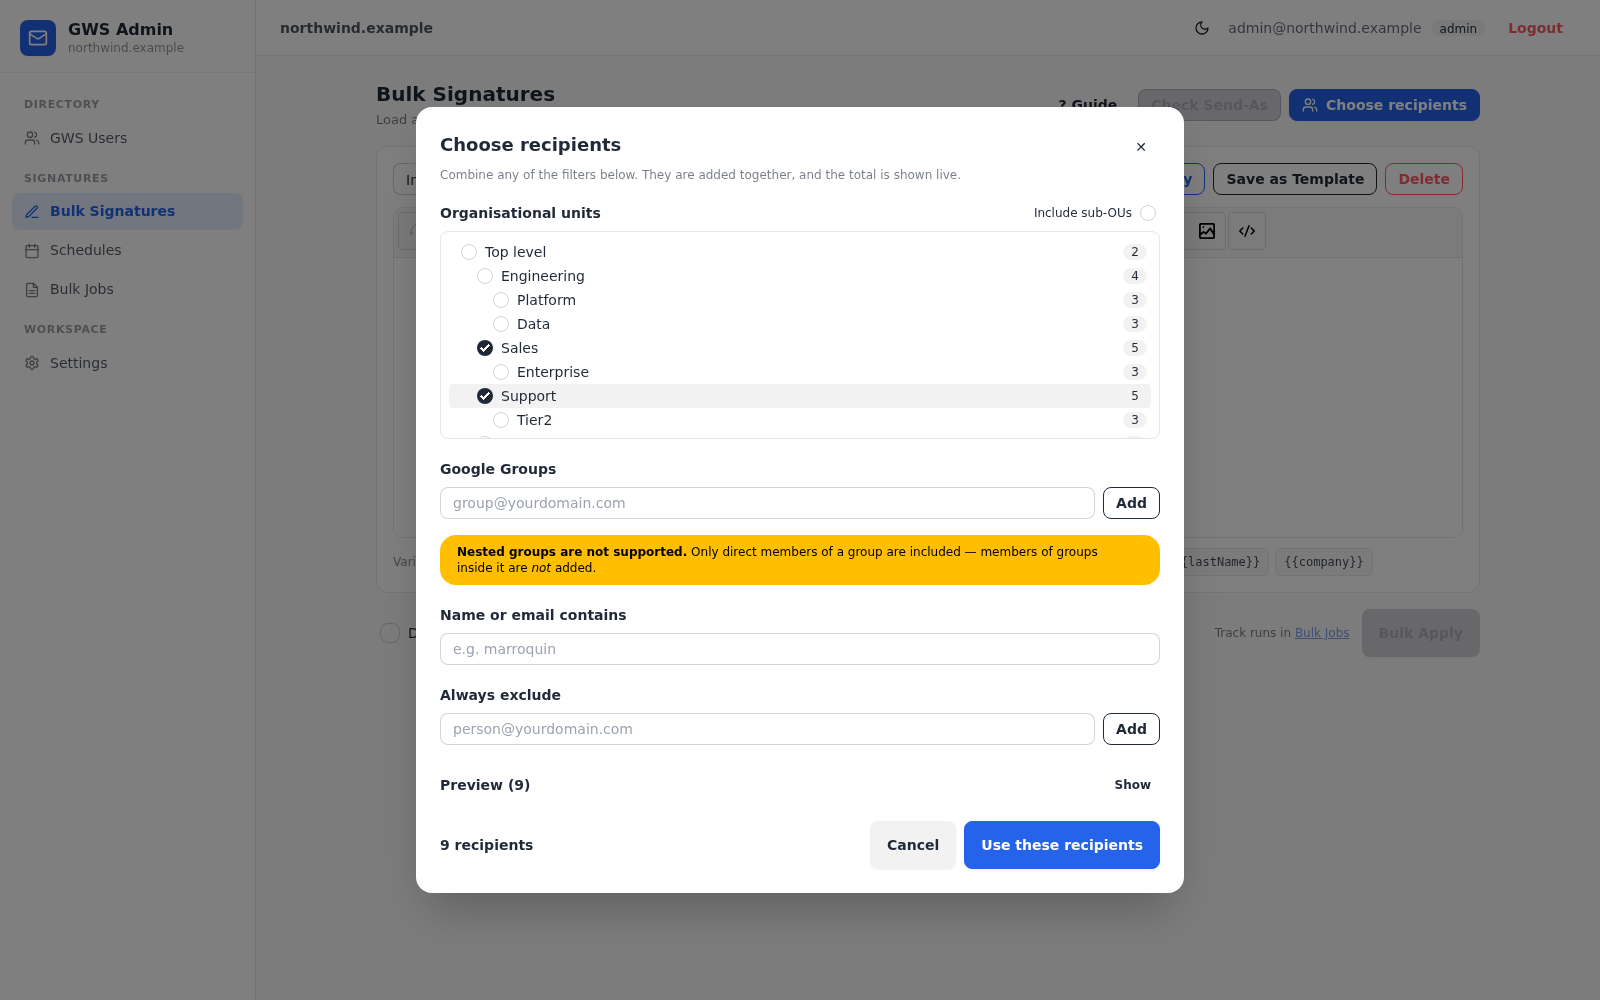 GWS Admin
northwind.example
DIRECTORY
GWS Users
SIGNATURES
Bulk Signatures
Schedules
Bulk Jobs
WORKSPACE
Settings
northwind.example
admin@northwind.example admin Logout
Bulk Signatures
Load
? Guide Check Send-As Choose recipients
Save as Template Delete
{lastName}} {{company}}
Track runs in Bulk Jobs Bulk Apply
Choose recipients ✕
Combine any of the filters below. They are added together, and the total is shown live.
Organisational units Include sub-OUs
Top level 2
Engineering 4
Platform 3
Data 3
Sales 5
Enterprise 3
Support 5
Tier2 3
Google Groups
group@yourdomain.com Add
Nested groups are not supported. Only direct members of a group are included — members of groups
inside it are not added.
Name or email contains
e.g. marroquin
Always exclude
person@yourdomain.com Add
Preview (9) Show
9 recipients Cancel Use these recipients